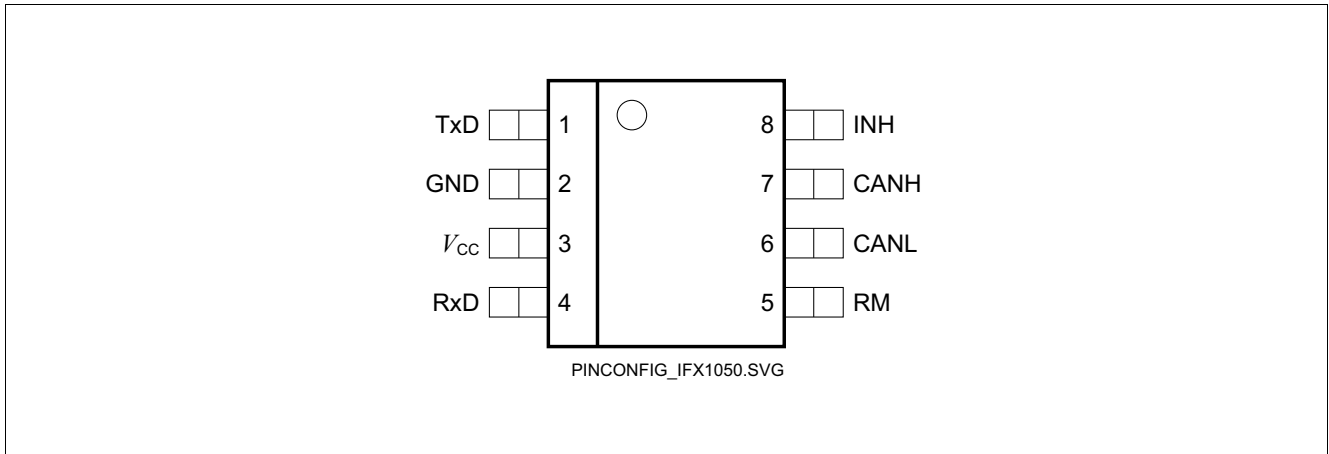 TxD 1 8 INH
GND 2 7 CANH
VCC 3 6 CANL
RxD 4 5 RM
PINCONFIG_IFX1050.SVG